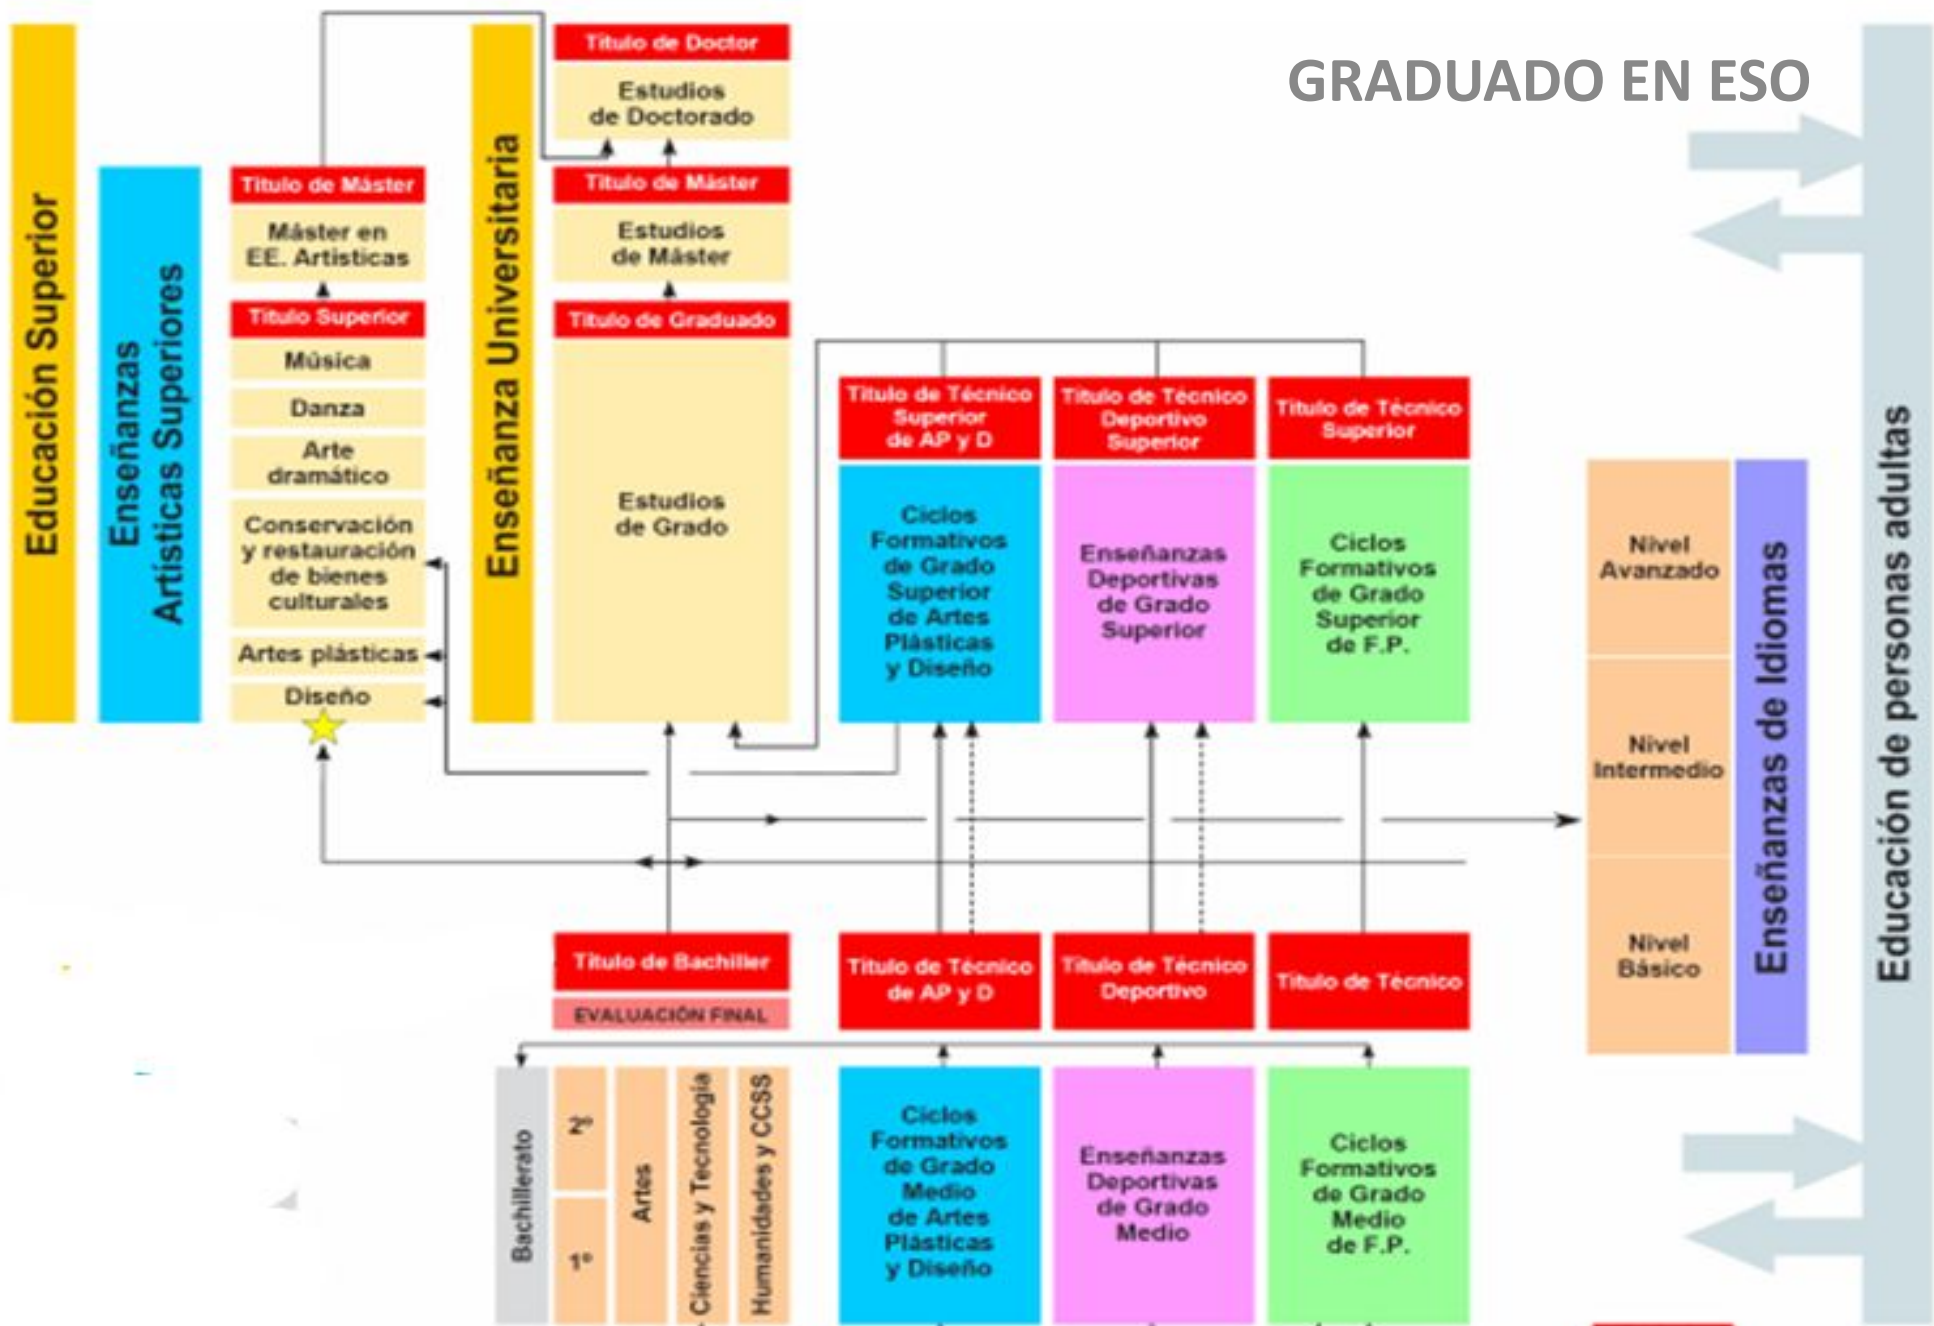 GRADUADO EN ESO
Educación Superior
Enseñanzas
Artísticas Superiores
Título de Máster
Máster en
EE. Artísticas
Título Superior
Música
Danza
Arte
dramático
Conservación
y restauración
de bienes
culturales
Artes plásticas
Diseño
Enseñanza Universitaria
Título de Doctor
Estudios
de Doctorado
Título de Máster
Estudios
de Máster
Título de Graduado
Estudios
de Grado
Título de Técnico
Superior
de AP y D
Ciclos
Formativos
de Grado
Superior
de Artes
Plásticas
y Diseño
Título de Técnico
Deportivo
Superior
Enseñanzas
Deportivas
de Grado
Superior
Título de Técnico
Superior
Ciclos
Formativos
de Grado
Superior
de F.P.
Nivel
Avanzado
Nivel
Intermedio
Nivel
Básico
Enseñanzas de Idiomas
Educación de personas adultas
Título de Bachiller
EVALUACIÓN FINAL
Título de Técnico
de AP y D
Título de Técnico
Deportivo
Título de Técnico
Bachillerato
2º
1º
Artes
Ciencias y Tecnología
Humanidades y CCSS
Ciclos
Formativos
de Grado
Medio
de Artes
Plásticas
y Diseño
Enseñanzas
Deportivas
de Grado
Medio
Ciclos
Formativos
de Grado
Medio
de F.P.